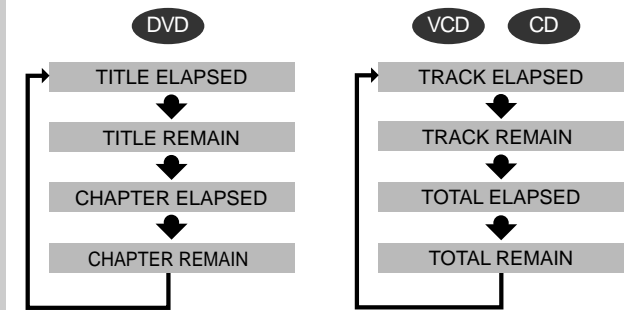 DVD
TITLE ELAPSED
TITLE REMAIN
CHAPTER ELAPSED
CHAPTER REMAIN
VCD CD
TRACK ELAPSED
TRACK REMAIN
TOTAL ELAPSED
TOTAL REMAIN